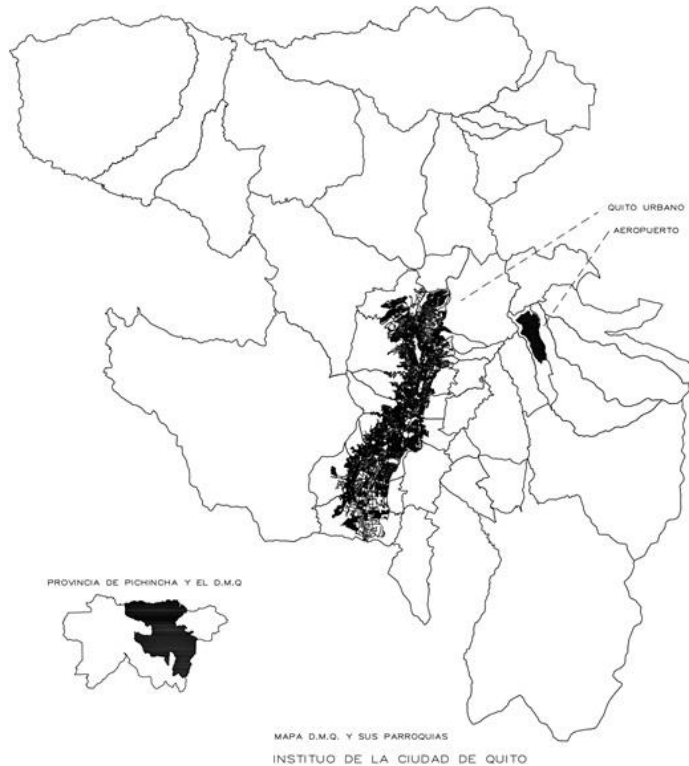 QUITO URBANO
AEROPUERTO
PROVINCIA DE PICHINCHA Y EL D.M.Q
MAPA D.M.Q. Y SUS PARROQUIAS
INSTITUO DE LA CIUDAD DE QUITO